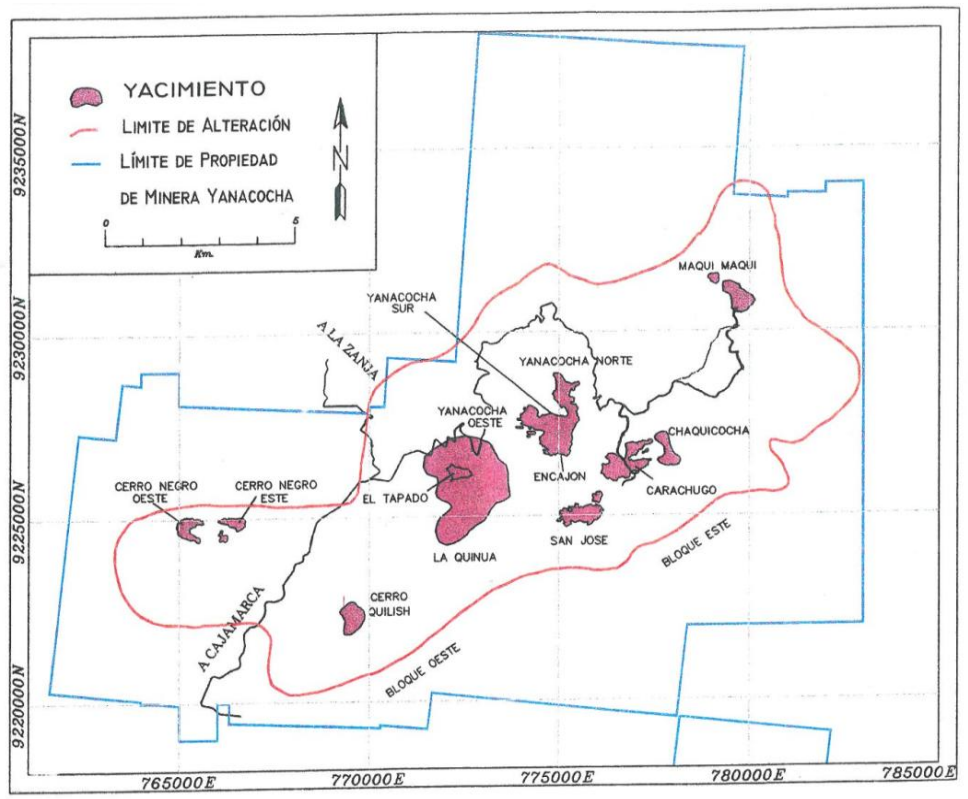 YACIMIENTO
LIMITE DE ALTERACIÓN
LÍMITE DE PROPIEDAD
DE MINERA YANACOCHA
N
0 5
Km.
9235000N
9230000N
9225000N
9220000N
MAQUI MAQUI
YANACOCHA
SUR
A LA ZANJA
YANACOCHA NORTE
YANACOCHA
OESTE
CHAQUICOCHA
CERRO NEGRO
OESTE
CERRO NEGRO
ESTE
EL TAPADO
ENCAJON
CARACHUGO
LA QUINUA
SAN JOSE
BLOQUE ESTE
CERRO
QUILISH
A CAJAMARCA
BLOQUE OESTE
765000E
770000E
775000E
780000E
785000E